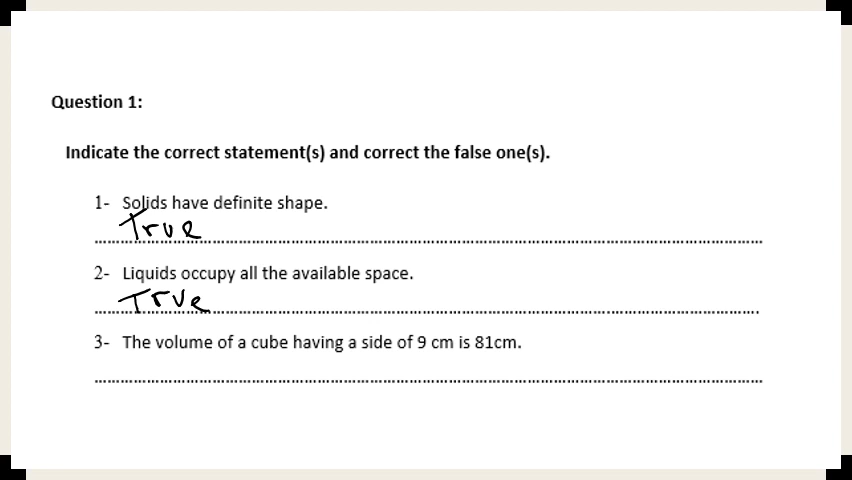 Question 1:
Indicate the correct statement(s) and correct the false one(s).
1- Solids have definite shape.
True
2- Liquids occupy all the available space.
True
3- The volume of a cube having a side of 9 cm is 81cm.